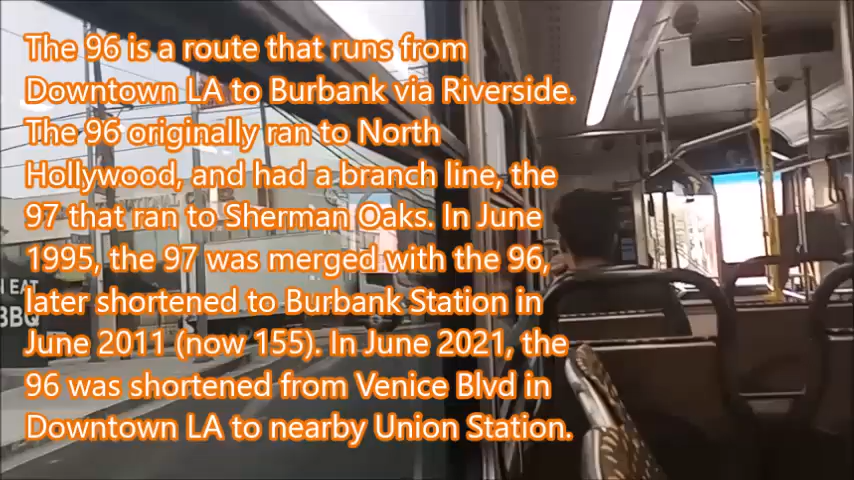 The 96 is a route that runs from
Downtown LA to Burbank via Riverside.
The 96 originally ran to North
Hollywood, and had a branch line, the
97 that ran to Sherman Oaks. In June
1995, the 97 was merged with the 96,
later shortened to Burbank Station in
June 2011 (now 155). In June 2021, the
96 was shortened from Venice Blvd in
Downtown LA to nearby Union Station.
EAT
BBQ